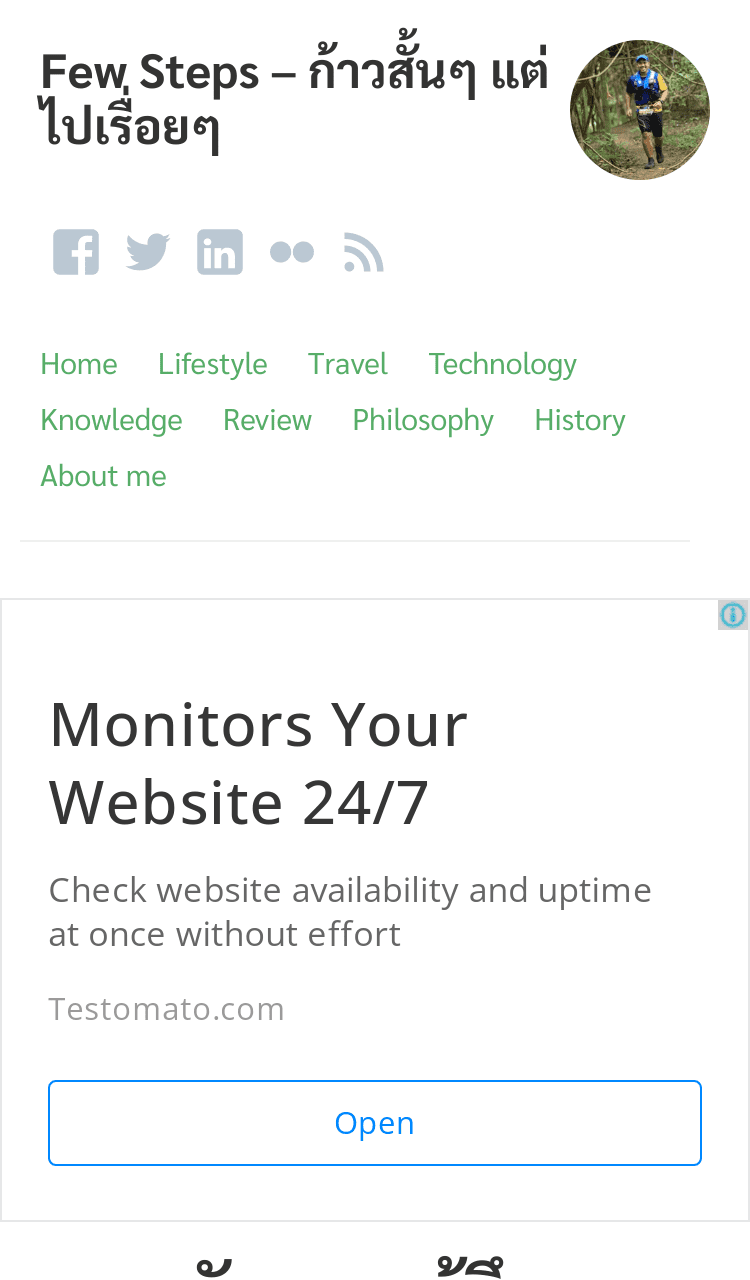 Few Steps – ก้าวสั้นๆ แต่
ไปเรื่อยๆ
Home Lifestyle Travel Technology
Knowledge Review Philosophy History
About me
Monitors Your
Website 24/7
Check website availability and uptime
at once without effort
Testomato.com
Open